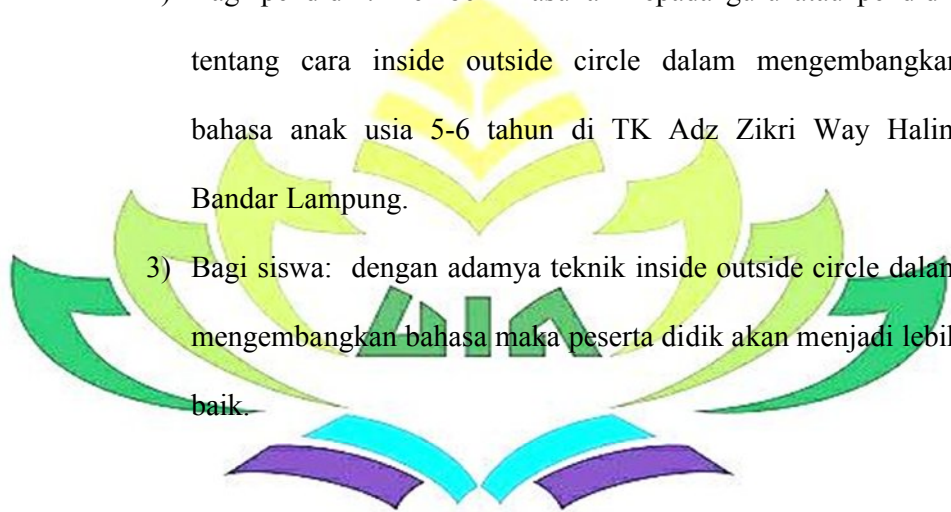 tentang cara inside outside circle dalam mengembangkan
bahasa anak usia 5-6 tahun di TK Adz Zikri Way Halim
Bandar Lampung.
3) Bagi siswa: dengan adamya teknik inside outside circle dalam
mengembangkan bahasa maka peserta didik akan menjadi lebih
baik.